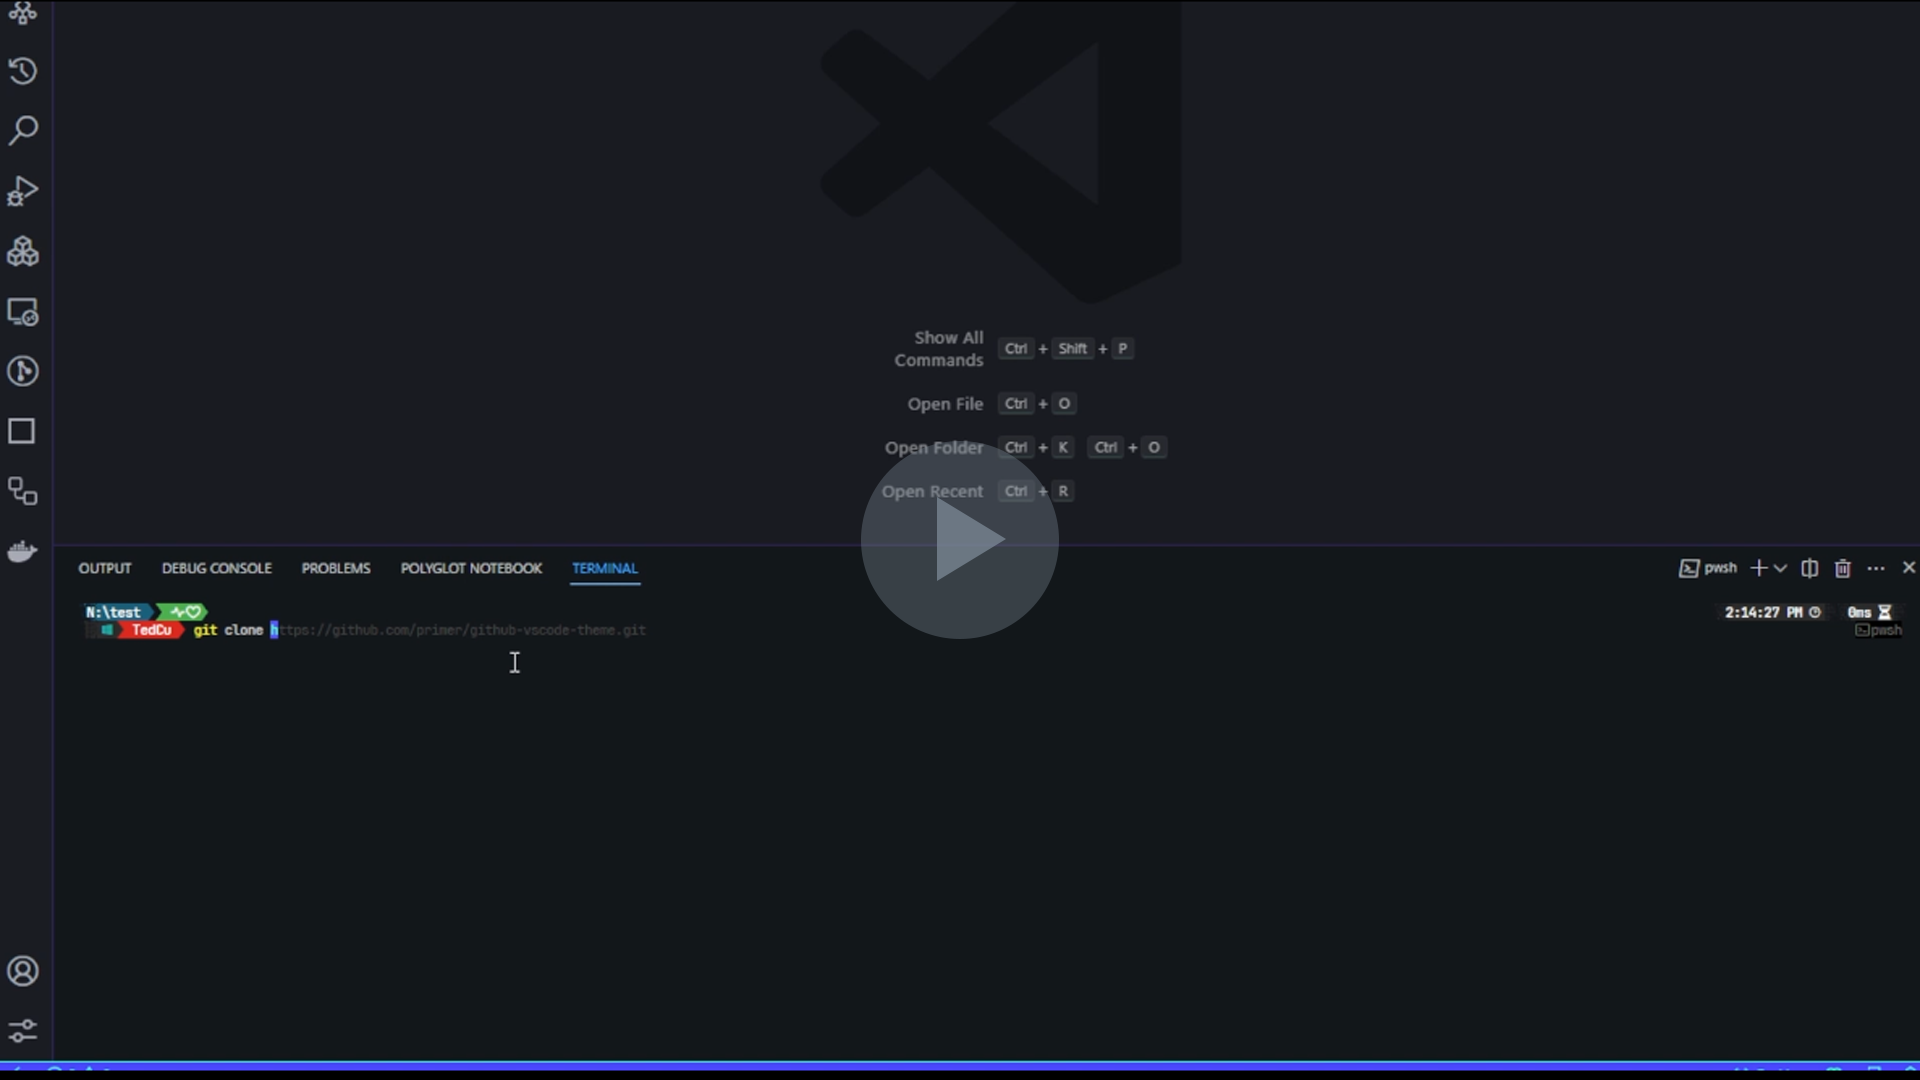 Show All
Commands
Ctrl + Shift + P
Open File Ctrl + O
Open Folder Ctrl + K Ctrl + O
Open Recent Ctrl + R
OUTPUT DEBUG CONSOLE PROBLEMS POLYGLOT NOTEBOOK TERMINAL pwsh
N:\test 2:14:27 PM 0ms
TedCu git clone https://github.com/primer/github-vscode-theme.git pwsh